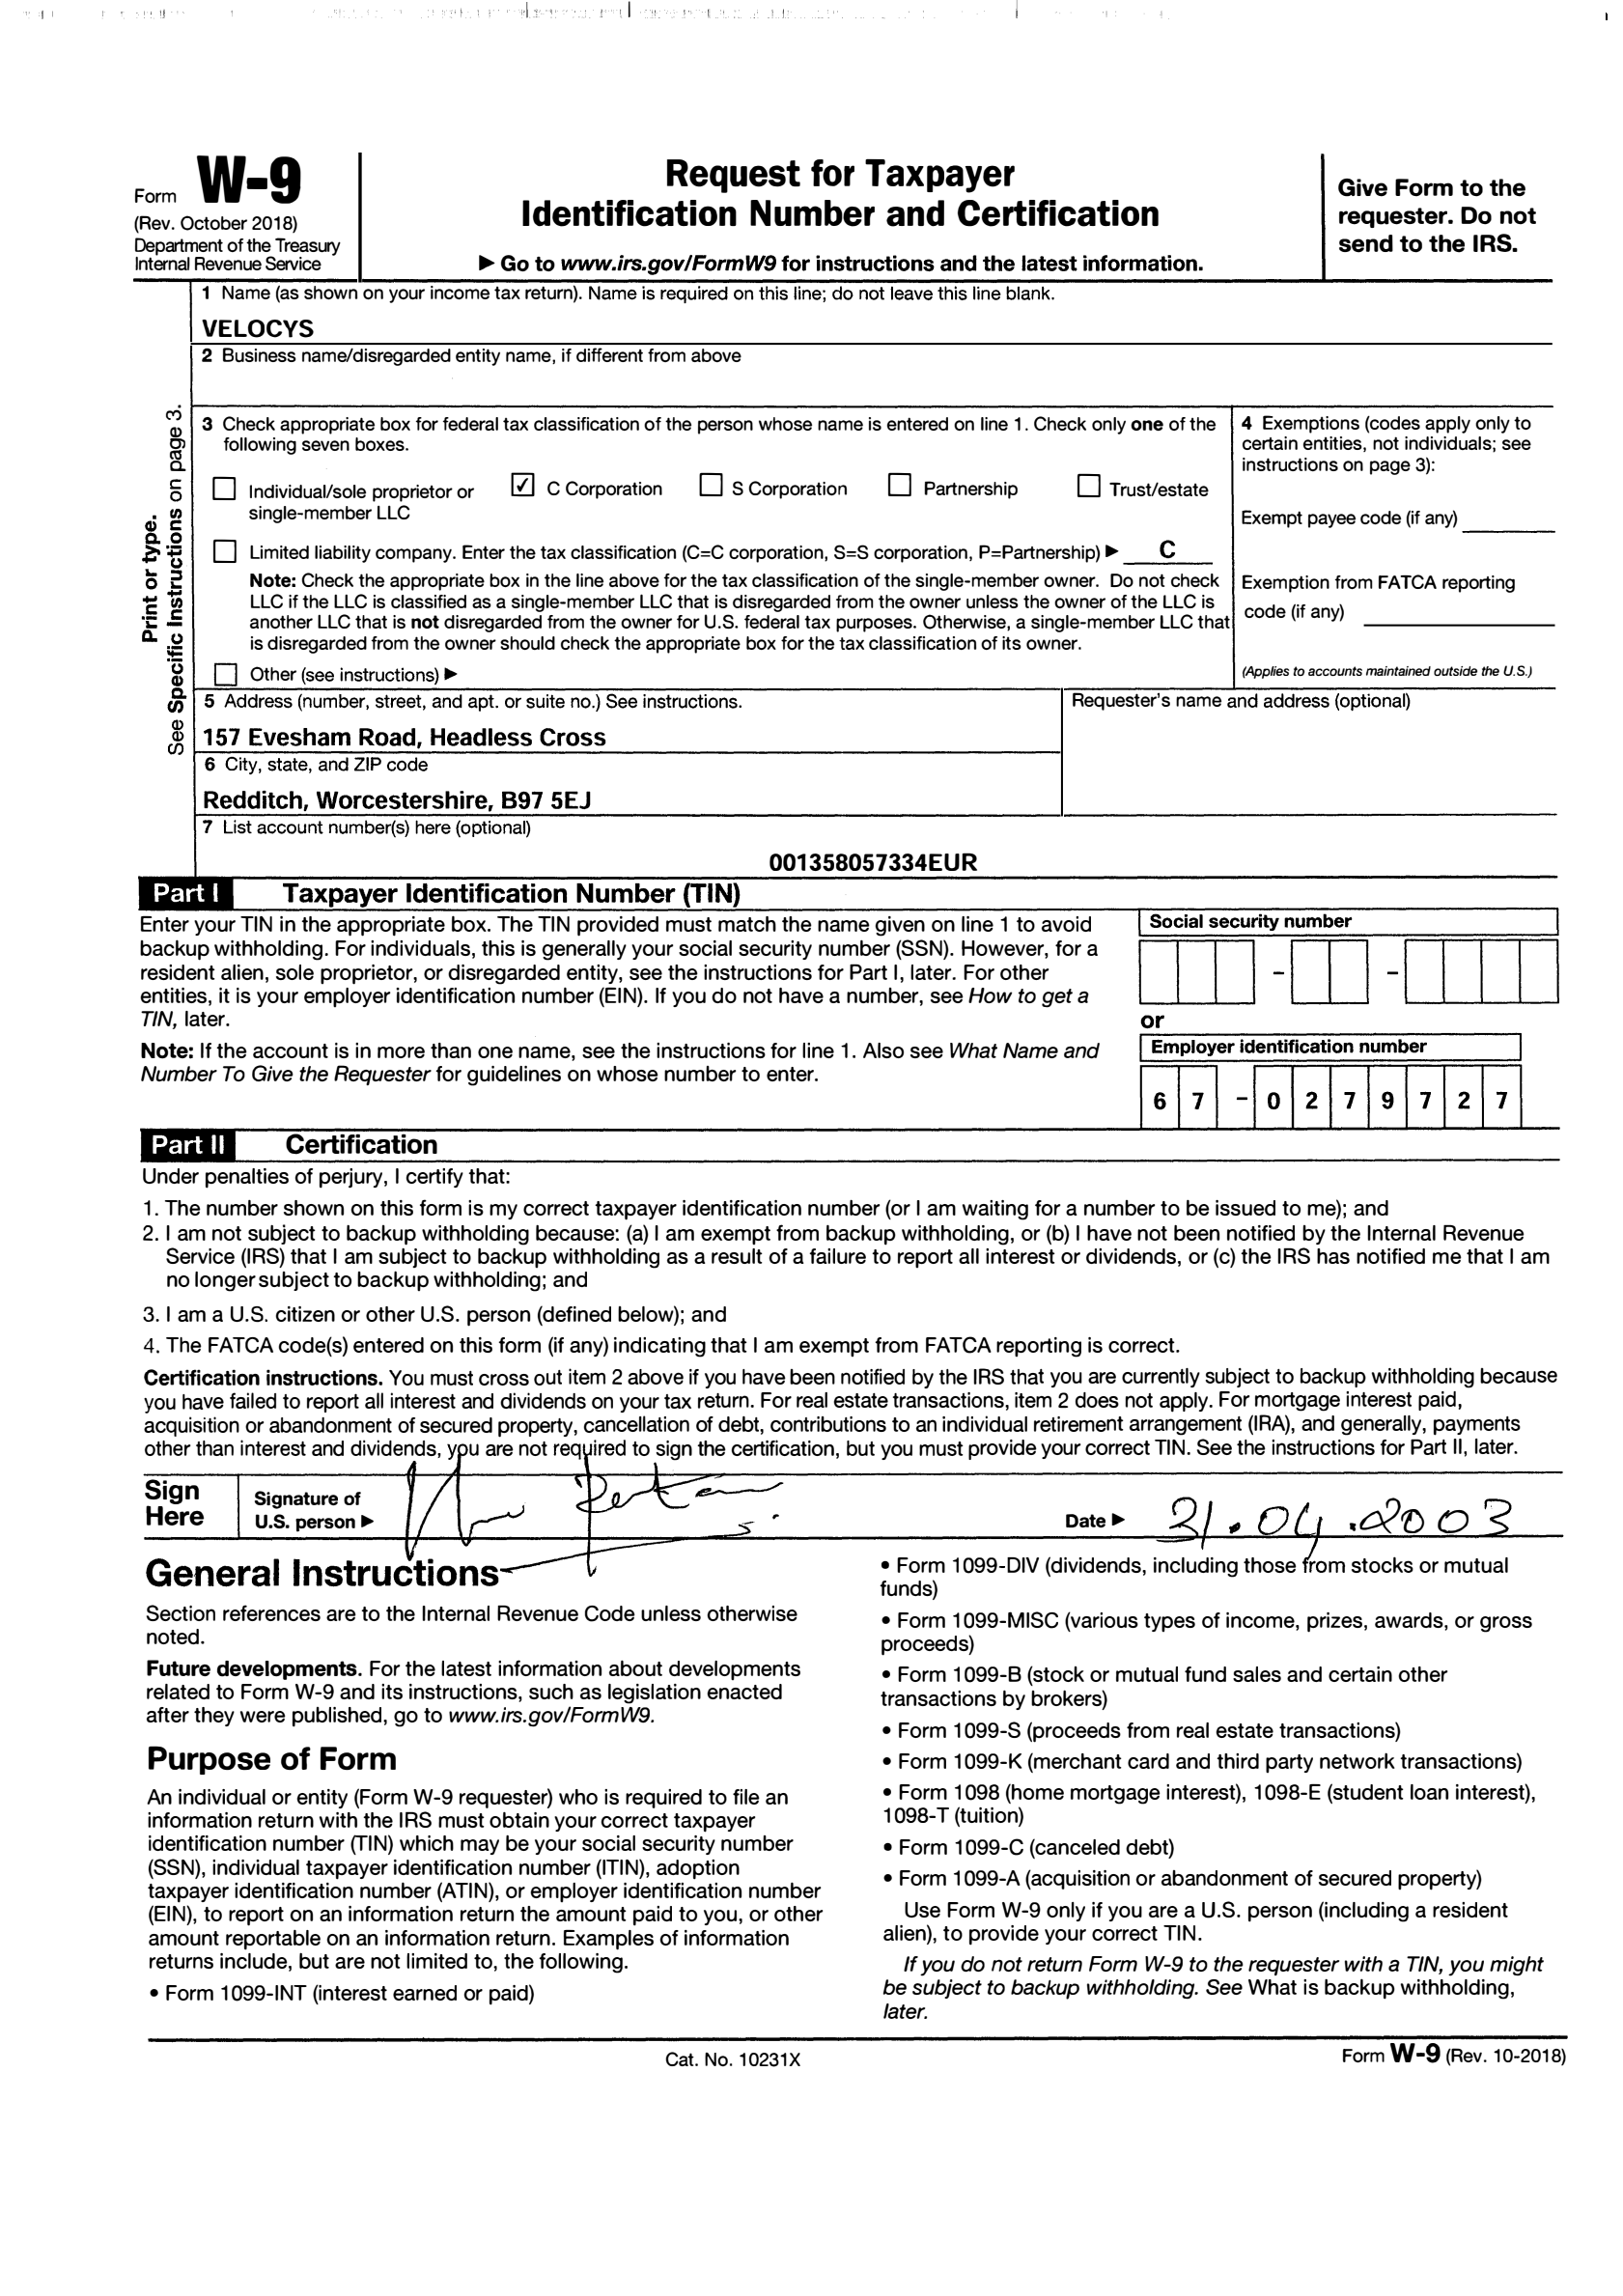 Form W-9
(Rev. October 2018)
Department of the Treasury
Internal Revenue Service
Request for Taxpayer
Identification Number and Certification
▶ Go to www.irs.gov/FormW9 for instructions and the latest information.
Give Form to the
requester. Do not
send to the IRS.
Print or type.
See Specific Instructions on page 3.
1 Name (as shown on your income tax return). Name is required on this line; do not leave this line blank.
VELOCYS
2 Business name/disregarded entity name, if different from above
3 Check appropriate box for federal tax classification of the person whose name is entered on line 1. Check only one of the
following seven boxes.
Individual/sole proprietor or
single-member LLC
✓ C Corporation
S Corporation
Partnership
Trust/estate
Limited liability company. Enter the tax classification (C=C corporation, S=S corporation, P=Partnership) ▶ C
Note: Check the appropriate box in the line above for the tax classification of the single-member owner. Do not check
LLC if the LLC is classified as a single-member LLC that is disregarded from the owner unless the owner of the LLC is
another LLC that is not disregarded from the owner for U.S. federal tax purposes. Otherwise, a single-member LLC that
is disregarded from the owner should check the appropriate box for the tax classification of its owner.
Other (see instructions) ▶
4 Exemptions (codes apply only to
certain entities, not individuals; see
instructions on page 3):
Exempt payee code (if any)
Exemption from FATCA reporting
code (if any)
(Applies to accounts maintained outside the U.S.)
5 Address (number, street, and apt. or suite no.) See instructions.
157 Evesham Road, Headless Cross
6 City, state, and ZIP code
Redditch, Worcestershire, B97 5EJ
Requester's name and address (optional)
7 List account number(s) here (optional)
001358057334EUR
Part I Taxpayer Identification Number (TIN)
Enter your TIN in the appropriate box. The TIN provided must match the name given on line 1 to avoid
backup withholding. For individuals, this is generally your social security number (SSN). However, for a
resident alien, sole proprietor, or disregarded entity, see the instructions for Part I, later. For other
entities, it is your employer identification number (EIN). If you do not have a number, see How to get a
TIN, later.
Note: If the account is in more than one name, see the instructions for line 1. Also see What Name and
Number To Give the Requester for guidelines on whose number to enter.
Social security number
– –
or
Employer identification number
6 7 – 0 2 7 9 7 2 7
Part II Certification
Under penalties of perjury, I certify that:
1. The number shown on this form is my correct taxpayer identification number (or I am waiting for a number to be issued to me); and
2. I am not subject to backup withholding because: (a) I am exempt from backup withholding, or (b) I have not been notified by the Internal Revenue
Service (IRS) that I am subject to backup withholding as a result of a failure to report all interest or dividends, or (c) the IRS has notified me that I am
no longer subject to backup withholding; and
3. I am a U.S. citizen or other U.S. person (defined below); and
4. The FATCA code(s) entered on this form (if any) indicating that I am exempt from FATCA reporting is correct.
Certification instructions. You must cross out item 2 above if you have been notified by the IRS that you are currently subject to backup withholding because
you have failed to report all interest and dividends on your tax return. For real estate transactions, item 2 does not apply. For mortgage interest paid,
acquisition or abandonment of secured property, cancellation of debt, contributions to an individual retirement arrangement (IRA), and generally, payments
other than interest and dividends, you are not required to sign the certification, but you must provide your correct TIN. See the instructions for Part II, later.
Sign
Here
Signature of
U.S. person ▶
Date ▶ 31.04.2003
General Instructions
Section references are to the Internal Revenue Code unless otherwise
noted.
Future developments. For the latest information about developments
related to Form W-9 and its instructions, such as legislation enacted
after they were published, go to www.irs.gov/FormW9.
Purpose of Form
An individual or entity (Form W-9 requester) who is required to file an
information return with the IRS must obtain your correct taxpayer
identification number (TIN) which may be your social security number
(SSN), individual taxpayer identification number (ITIN), adoption
taxpayer identification number (ATIN), or employer identification number
(EIN), to report on an information return the amount paid to you, or other
amount reportable on an information return. Examples of information
returns include, but are not limited to, the following.
• Form 1099-INT (interest earned or paid)
• Form 1099-DIV (dividends, including those from stocks or mutual
funds)
• Form 1099-MISC (various types of income, prizes, awards, or gross
proceeds)
• Form 1099-B (stock or mutual fund sales and certain other
transactions by brokers)
• Form 1099-S (proceeds from real estate transactions)
• Form 1099-K (merchant card and third party network transactions)
• Form 1098 (home mortgage interest), 1098-E (student loan interest),
1098-T (tuition)
• Form 1099-C (canceled debt)
• Form 1099-A (acquisition or abandonment of secured property)
Use Form W-9 only if you are a U.S. person (including a resident
alien), to provide your correct TIN.
If you do not return Form W-9 to the requester with a TIN, you might
be subject to backup withholding. See What is backup withholding,
later.
Cat. No. 10231X
Form W-9 (Rev. 10-2018)